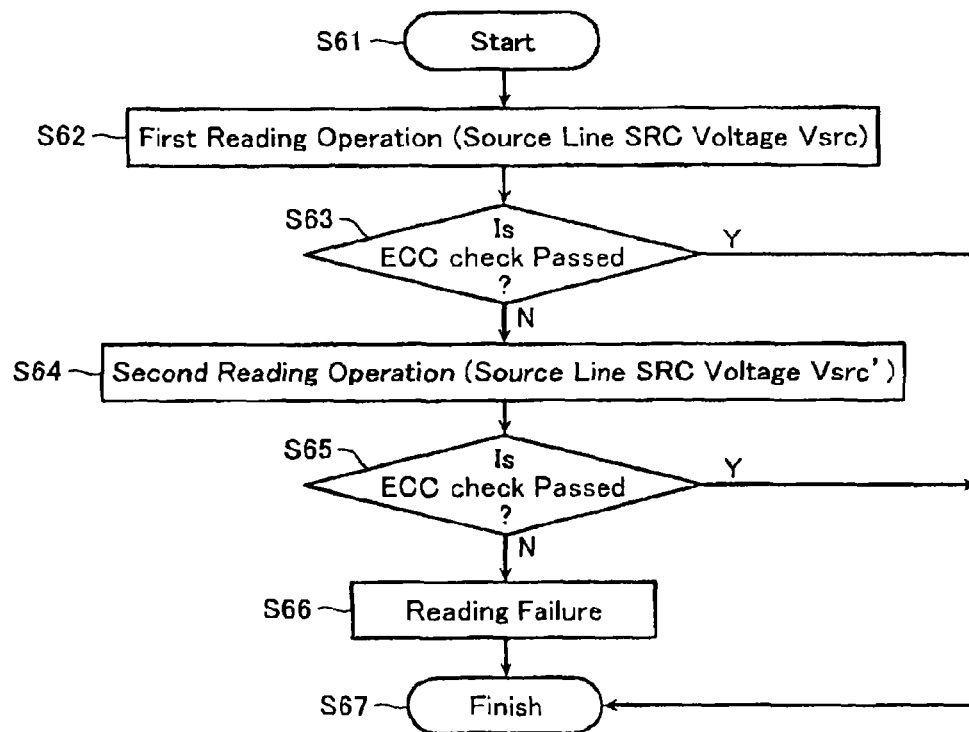 S61
Start
S62
First Reading Operation (Source Line SRC Voltage Vsrc)
S63
Is
ECC check Passed
?
Y
N
S64
Second Reading Operation (Source Line SRC Voltage Vsrc')
S65
Is
ECC check Passed
?
Y
N
S66
Reading Failure
S67
Finish